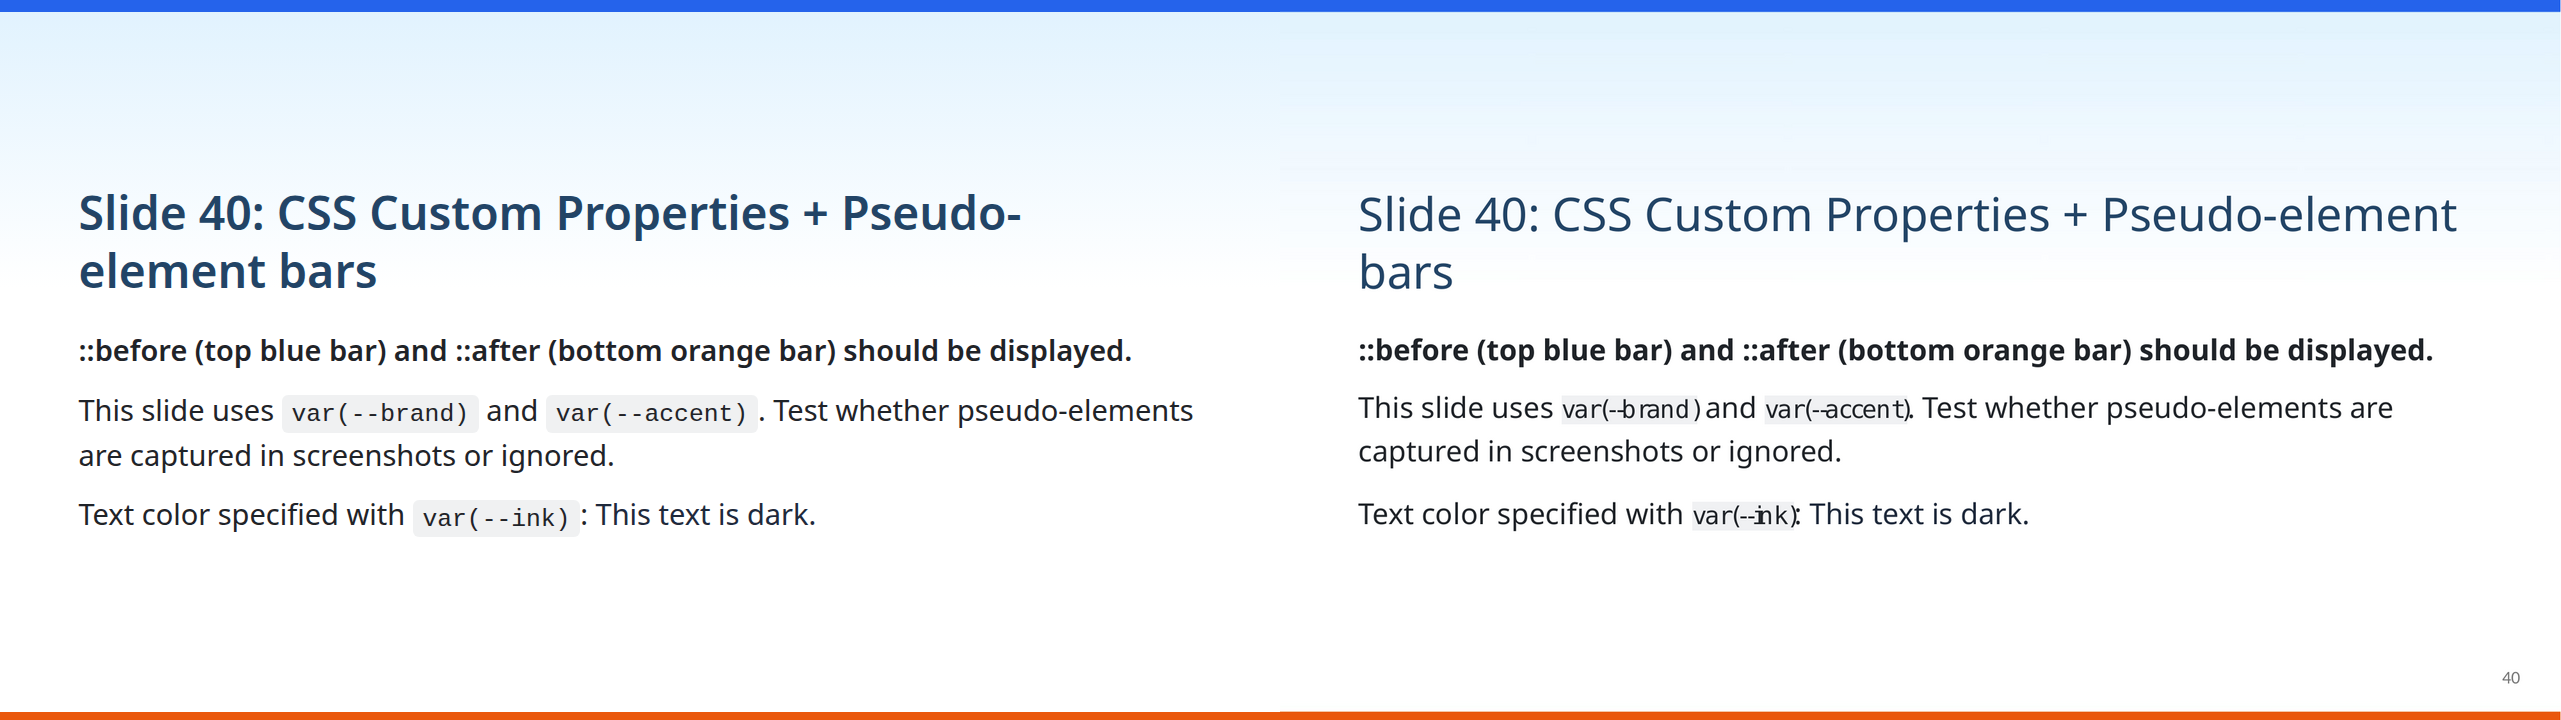 Slide 40: CSS Custom Properties + Pseudo-
element bars
::before (top blue bar) and ::after (bottom orange bar) should be displayed.
This slide uses var(--brand) and var(--accent). Test whether pseudo-elements
are captured in screenshots or ignored.
Text color specified with var(--ink): This text is dark.
Slide 40: CSS Custom Properties + Pseudo-element
bars
::before (top blue bar) and ::after (bottom orange bar) should be displayed.
This slide uses var(--brand) and var(--accent). Test whether pseudo-elements are
captured in screenshots or ignored.
Text color specified with var(--ink): This text is dark.
40